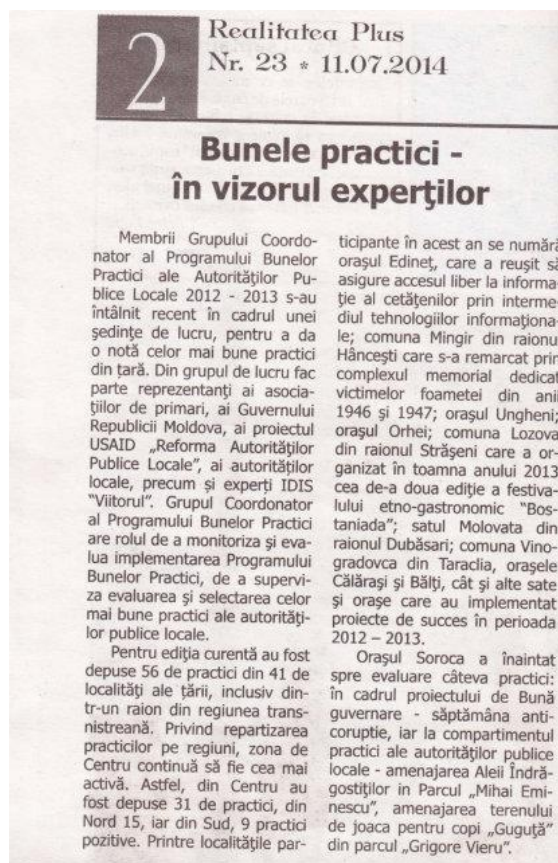 2
Realitatea Plus
Nr. 23 * 11.07.2014
Bunele practici -
în vizorul experţilor
Membrii Grupului Coordo-
nator al Programului Bunelor
Practici ale Autorităţilor Pu-
blice Locale 2012 - 2013 s-au
întâlnit recent în cadrul unei
şedinţe de lucru, pentru a da
o notă celor mai bune practici
din ţară. Din grupul de lucru fac
parte reprezentanţi ai asocia-
ţiilor de primari, ai Guvernului
Republicii Moldova, ai proiectul
USAID „Reforma Autorităţilor
Publice Locale”, ai autorităţilor
locale, precum şi experţi IDIS
“Viitorul”. Grupul Coordonator
al Programului Bunelor Practici
are rolul de a monitoriza şi eva-
lua implementarea Programului
Bunelor Practici, de a supervi-
za evaluarea şi selectarea celor
mai bune practici ale autorităţi-
lor publice locale.
Pentru ediţia curentă au fost
depuse 56 de practici din 41 de
localităţi ale ţării, inclusiv din-
tr-un raion din regiunea trans-
nistreană. Privind repartizarea
practicilor pe regiuni, zona de
Centru continuă să fie cea mai
activă. Astfel, din Centru au
fost depuse 31 de practici, din
Nord 15, iar din Sud, 9 practici
pozitive. Printre localităţile par-
ticipante în acest an se numără
oraşul Edineţ, care a reuşit să
asigure accesul liber la informa-
ţie al cetăţenilor prin interme-
diul tehnologiilor informaţiona-
le; comuna Mingir din raionul
Hânceşti care s-a remarcat prin
complexul memorial dedicat
victimelor foametei din anii
1946 şi 1947; oraşul Ungheni;
oraşul Orhei; comuna Lozova
din raionul Străşeni care a or-
ganizat în toamna anului 2013
cea de-a doua ediţie a festiva-
lului etno-gastronomic “Bos-
taniada”; satul Molovata din
raionul Dubăsari; comuna Vino-
gradovca din Taraclia, oraşele
Călăraşi şi Bălţi, cât şi alte sate
şi oraşe care au implementat
proiecte de succes în perioada
2012 – 2013.
Oraşul Soroca a înaintat
spre evaluare câteva practici:
în cadrul proiectului de Bună
guvernare - săptămâna anti-
coruptie, iar la compartimentul
practici ale autorităţilor publice
locale - amenajarea Aleii Îndră-
gostiţilor in Parcul „Mihai Emi-
nescu”, amenajarea terenului
de joaca pentru copi „Guguţă”
din parcul „Grigore Vieru”.